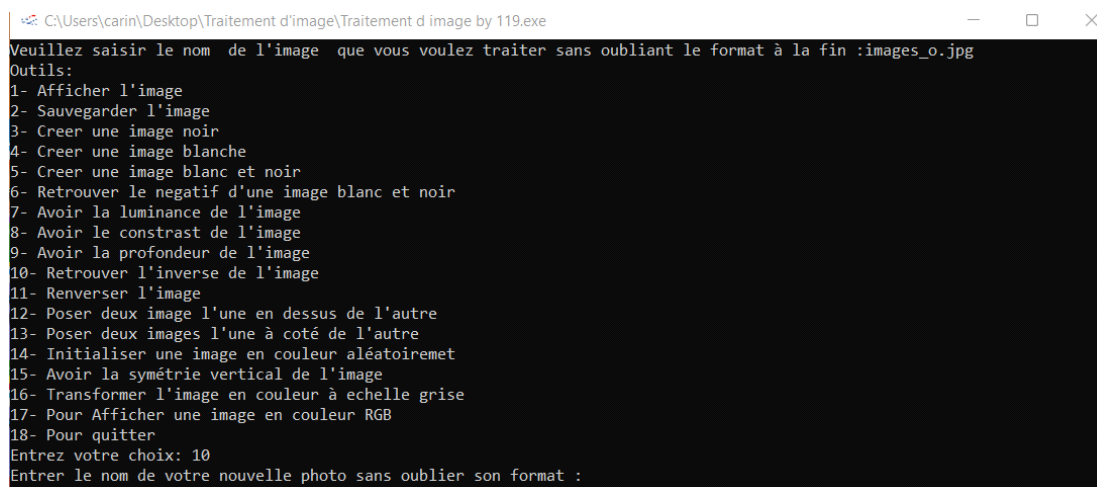 C:\Users\carin\Desktop\Traitement d'image\Traitement d image by 119.exe
Veuillez saisir le nom  de l'image  que vous voulez traiter sans oubliant le format à la fin :images_o.jpg
Outils:
1- Afficher l'image
2- Sauvegarder l'image
3- Creer une image noir
4- Creer une image blanche
5- Creer une image blanc et noir
6- Retrouver le negatif d'une image blanc et noir
7- Avoir la luminance de l'image
8- Avoir le constrast de l'image
9- Avoir la profondeur de l'image
10- Retrouver l'inverse de l'image
11- Renverser l'image
12- Poser deux image l'une en dessus de l'autre
13- Poser deux images l'une à coté de l'autre
14- Initialiser une image en couleur aléatoiremet
15- Avoir la symétrie vertical de l'image
16- Transformer l'image en couleur à echelle grise
17- Pour Afficher une image en couleur RGB
18- Pour quitter
Entrez votre choix: 10
Entrer le nom de votre nouvelle photo sans oublier son format :